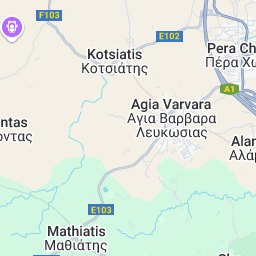 F103
E102
Kotsiatis
Κοτσιάτης
Pera Ch
Πέρα Χω
A1
Agia Varvara
Αγια Βαρβαρα
Λευκωσιας
ntas
οντας
Alam
Αλάμ
E103
Mathiatis
Μαθιάτης